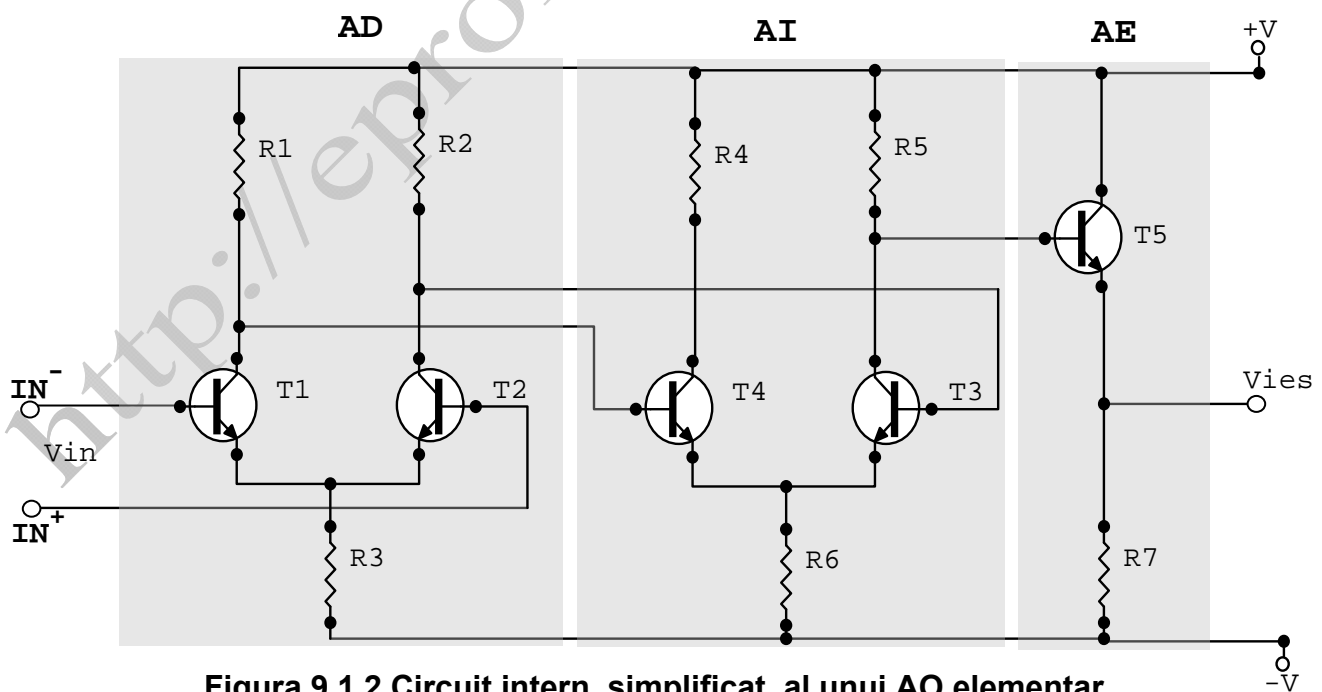 AD AI AE
+V
R1 R2 R4 R5
T5
T1 T2 T4 T3
IN-
Vies
Vin
IN+
R3 R6 R7
-V
Figura 9.1.2 Circuit intern, simplificat, al unui AO elementar
http://epro